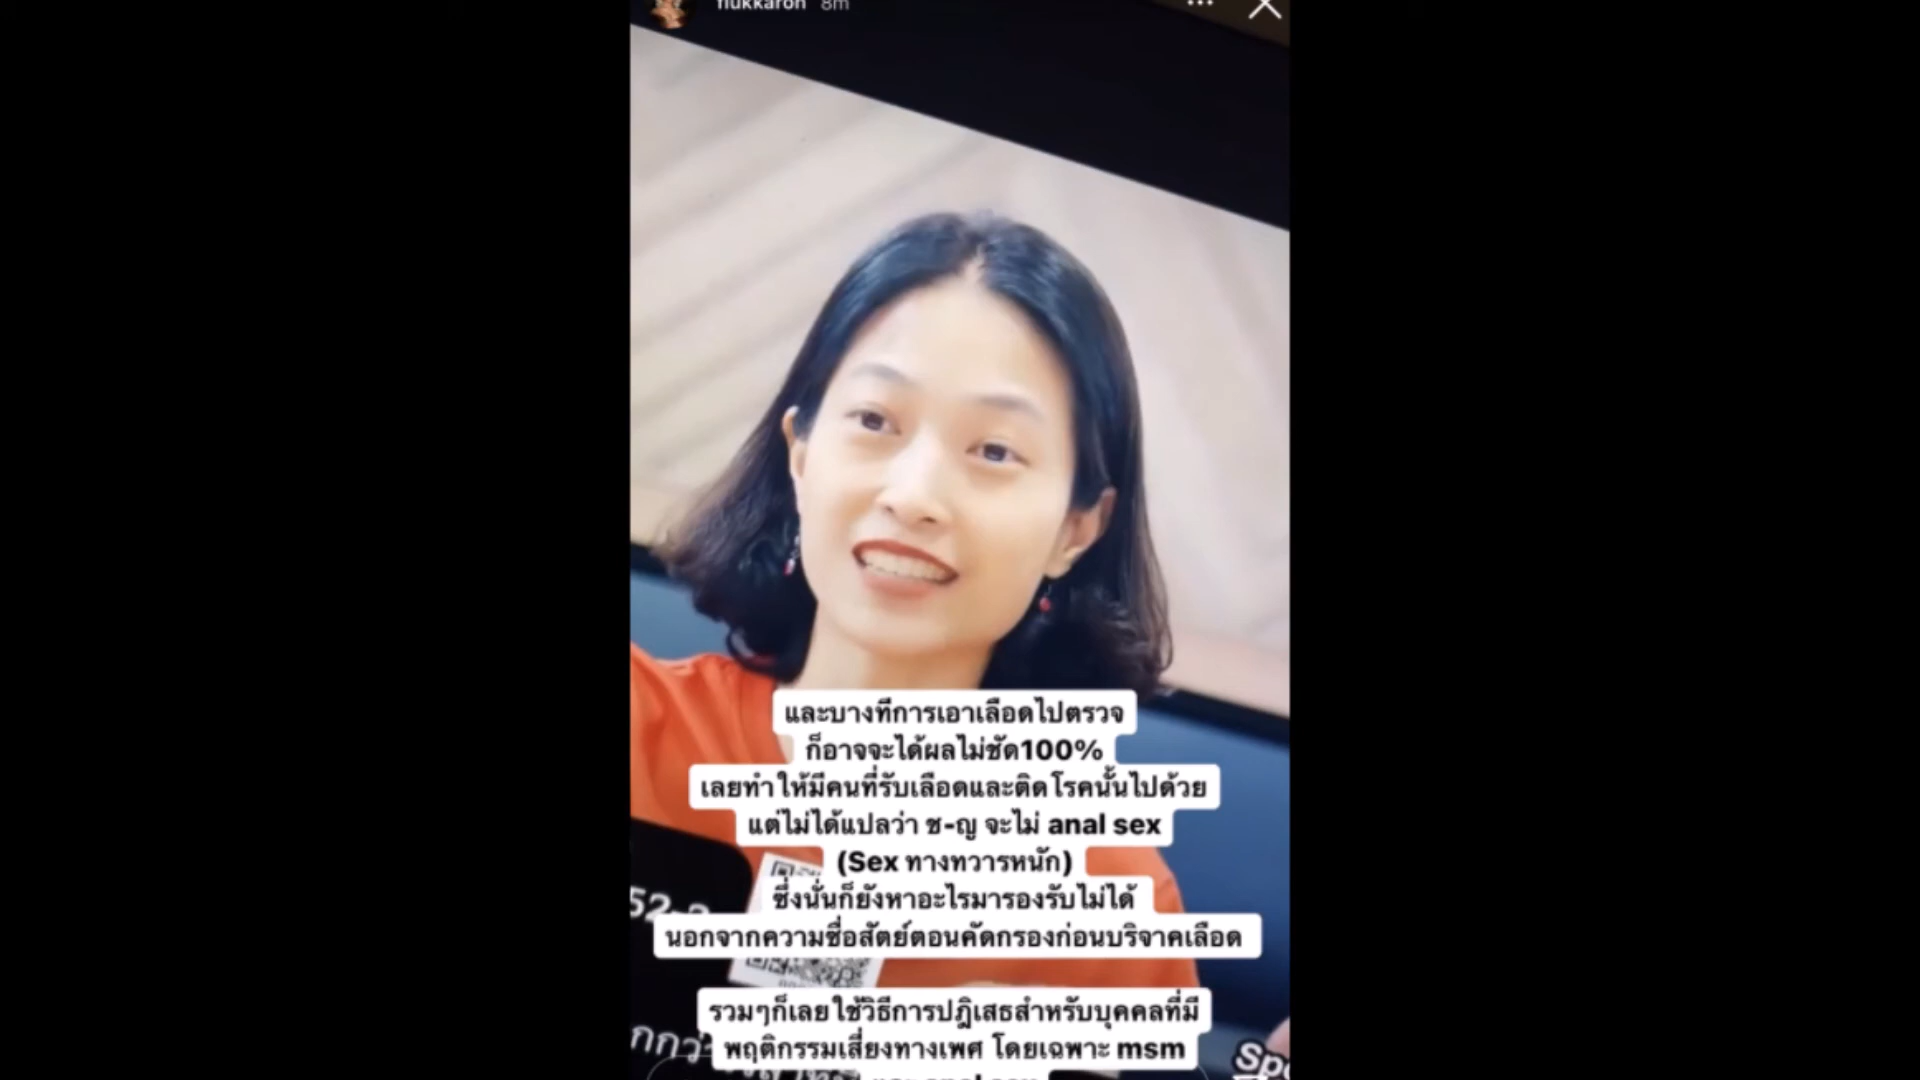 flukkaron 8m
และบางทีการเอาเลือดไปตรวจ
ก็อาจจะได้ผลไม่ชัด100%
เลยทำให้มีคนที่รับเลือดและติดโรคนั้นไปด้วย
แต่ไม่ได้แปลว่า ช-ญ จะไม่ anal sex
(Sex ทางทวารหนัก)
ซึ่งนั่นก็ยังหาอะไรมารองรับไม่ได้
นอกจากความซื่อสัตย์ตอนคัดกรองก่อนบริจาคเลือด
รวมๆก็เลยใช้วิธีการปฎิเสธสำหรับบุคคลที่มี
พฤติกรรมเสี่ยงทางเพศ โดยเฉพาะ msm